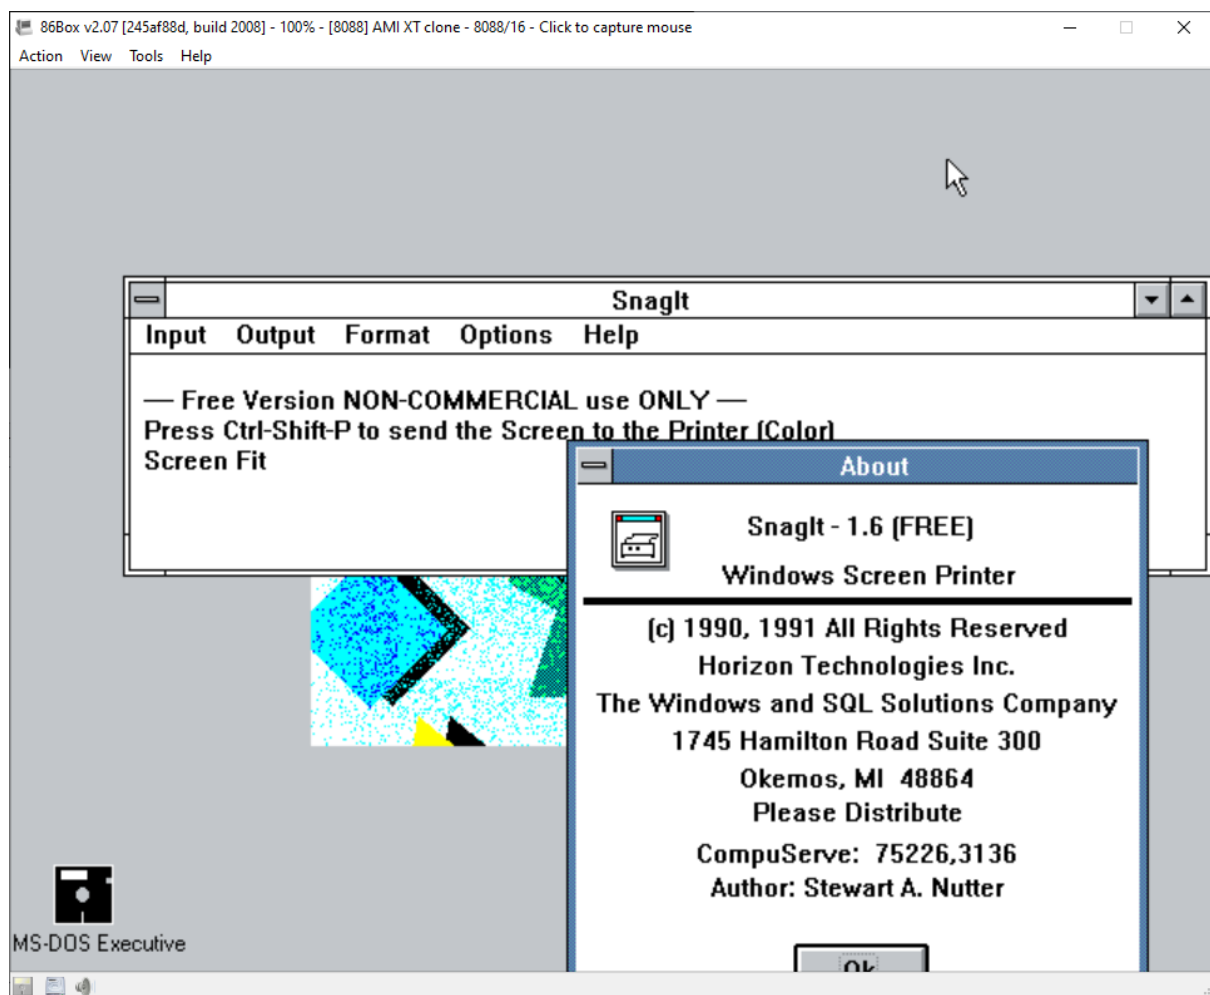 86Box v2.07 [245af88d, build 2008] - 100% - [8088] AMI XT clone - 8088/16 - Click to capture mouse
Action View Tools Help
SnagIt
Input Output Format Options Help
— Free Version NON-COMMERCIAL use ONLY —
Press Ctrl-Shift-P to send the Screen to the Printer (Color)
Screen Fit
About
SnagIt - 1.6 (FREE)
Windows Screen Printer
(c) 1990, 1991 All Rights Reserved
Horizon Technologies Inc.
The Windows and SQL Solutions Company
1745 Hamilton Road Suite 300
Okemos, MI 48864
Please Distribute
CompuServe: 75226,3136
Author: Stewart A. Nutter
Ok
MS-DOS Executive